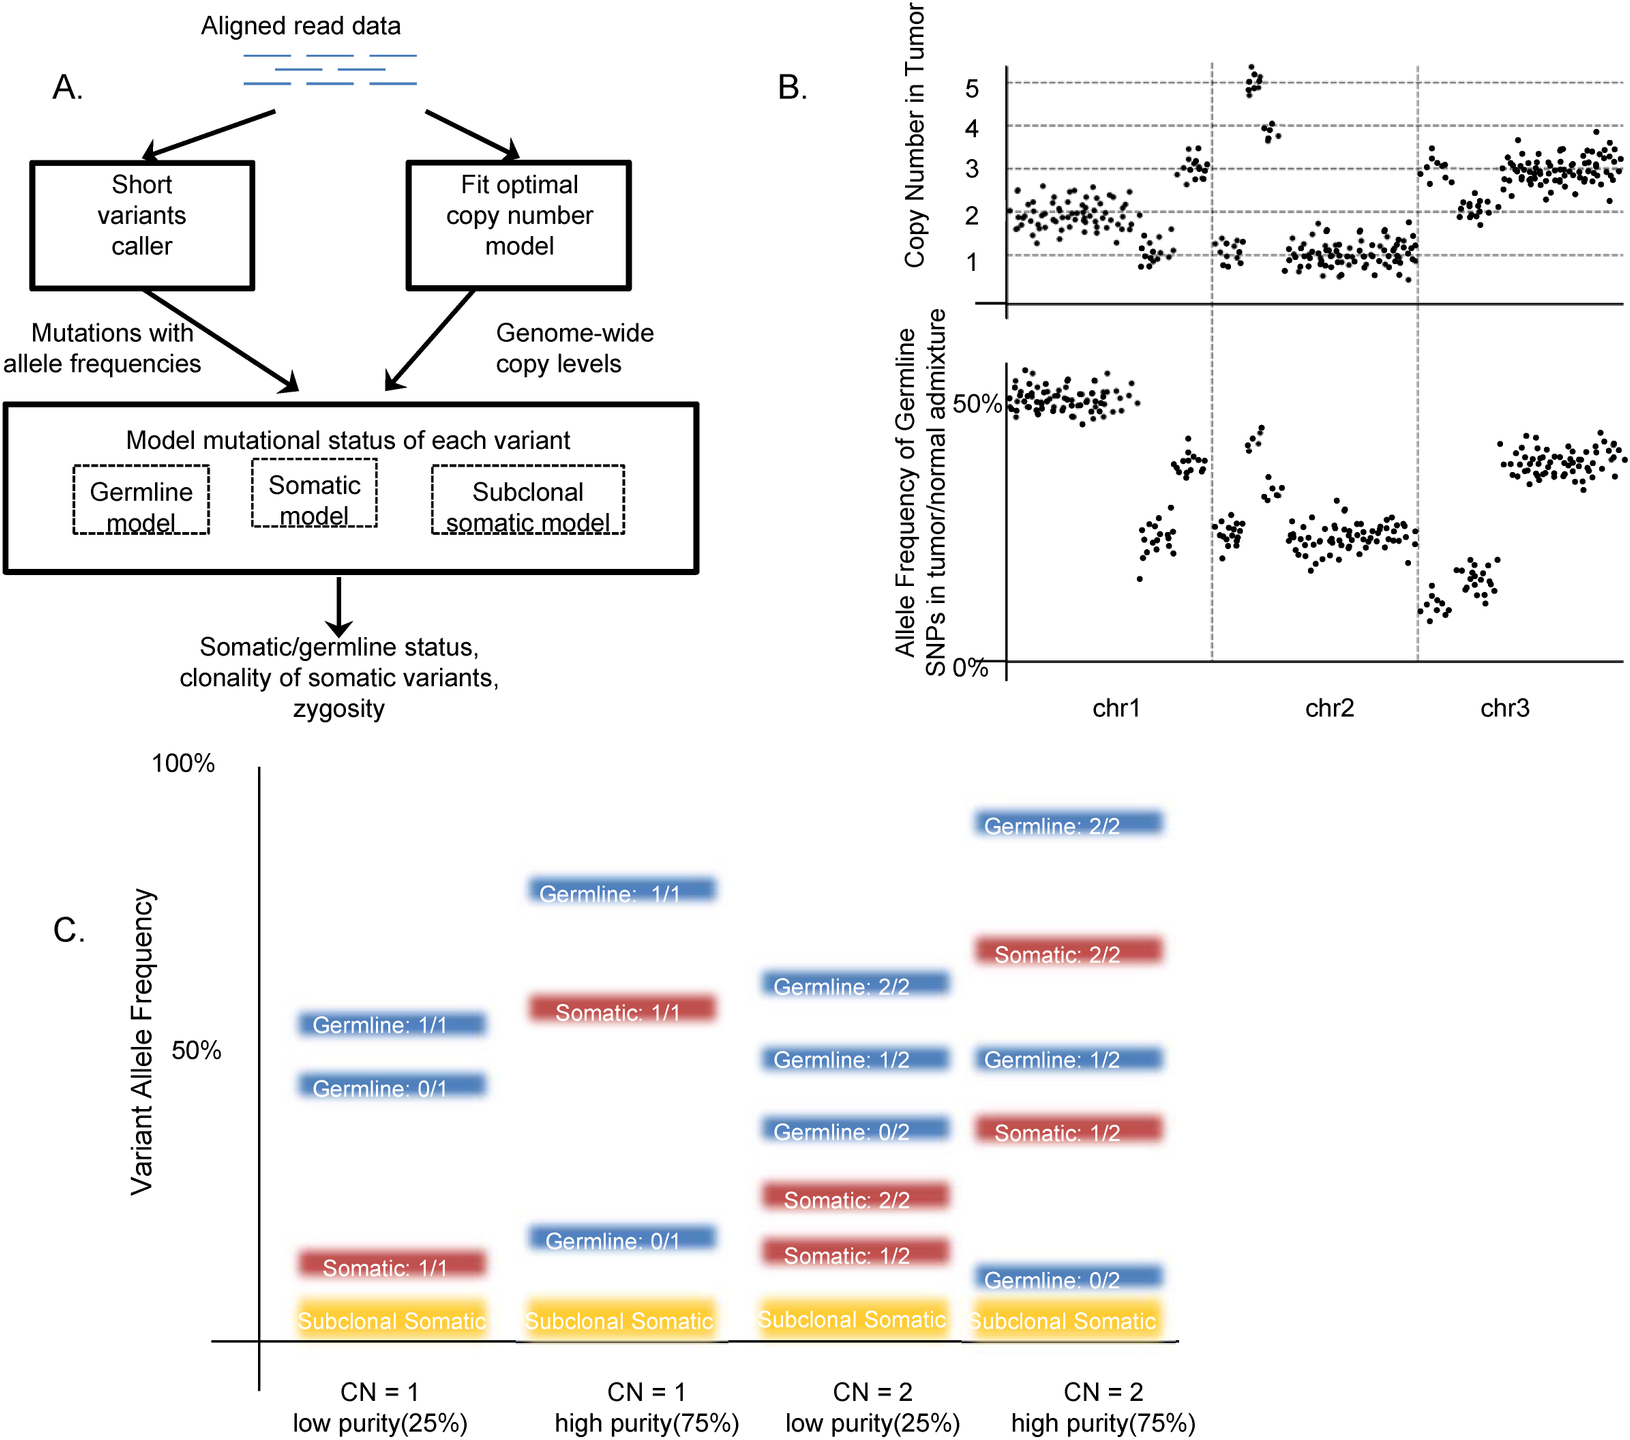 Aligned read data
A.
Short
variants
caller
Fit optimal
copy number
model
Mutations with
allele frequencies
Genome-wide
copy levels
Model mutational status of each variant
Germline
model
Somatic
model
Subclonal
somatic model
Somatic/germline status,
clonality of somatic variants,
zygosity
B.
Copy Number in Tumor
5
4
3
2
1
Allele Frequency of Germline
SNPs in tumor/normal admixture
50%
0%
chr1
chr2
chr3
C.
Variant Allele Frequency
100%
50%
Germline: 1/1
Germline: 0/1
Somatic: 1/1
Subclonal Somatic
Germline: 1/1
Somatic: 1/1
Germline: 0/1
Subclonal Somatic
Germline: 2/2
Germline: 1/2
Germline: 0/2
Somatic: 2/2
Somatic: 1/2
Subclonal Somatic
Germline: 2/2
Somatic: 2/2
Germline: 1/2
Somatic: 1/2
Germline: 0/2
Subclonal Somatic
CN = 1
low purity(25%)
CN = 1
high purity(75%)
CN = 2
low purity(25%)
CN = 2
high purity(75%)